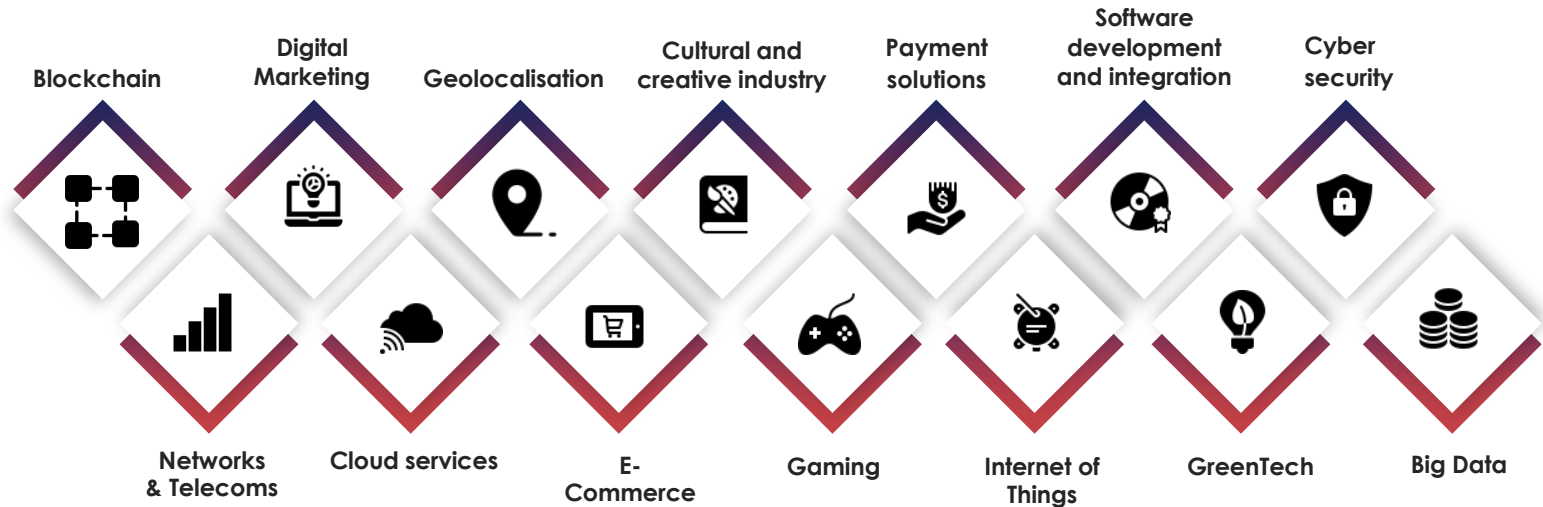 Blockchain
Digital
Marketing
Geolocalisation
Cultural and
creative industry
Payment
solutions
Software
development
and integration
Cyber
security
$
Networks
& Telecoms
Cloud services
E-
Commerce
Gaming
Internet of
Things
GreenTech
Big Data